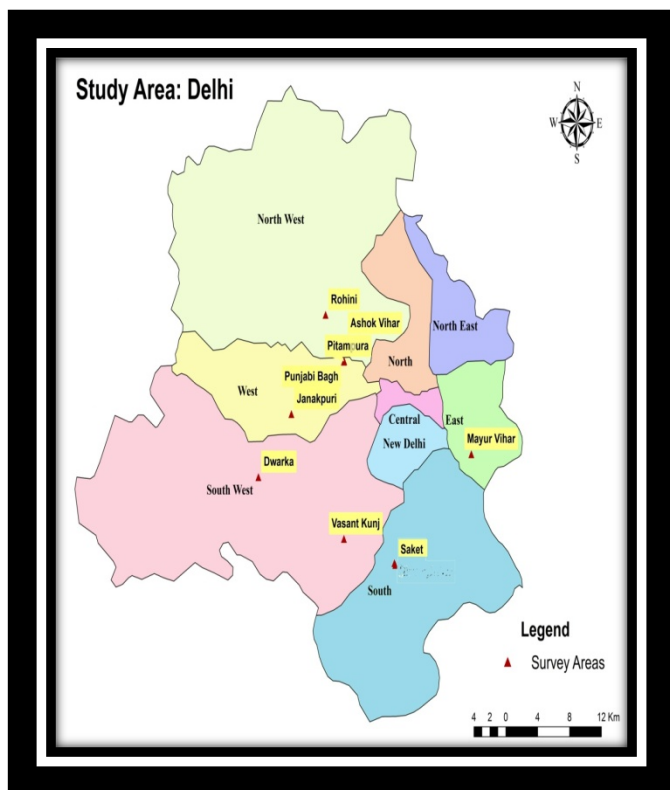 Study Area: Delhi
N
W E
S
North West
Rohini
Ashok Vihar
North East
Pitampura
North
West
Punjabi Bagh
Janakpuri
Central
East
New Delhi
Mayur Vihar
Dwarka
South West
Vasant Kunj
Saket
South
Legend
Survey Areas
4 2 0 4 8 12 Km